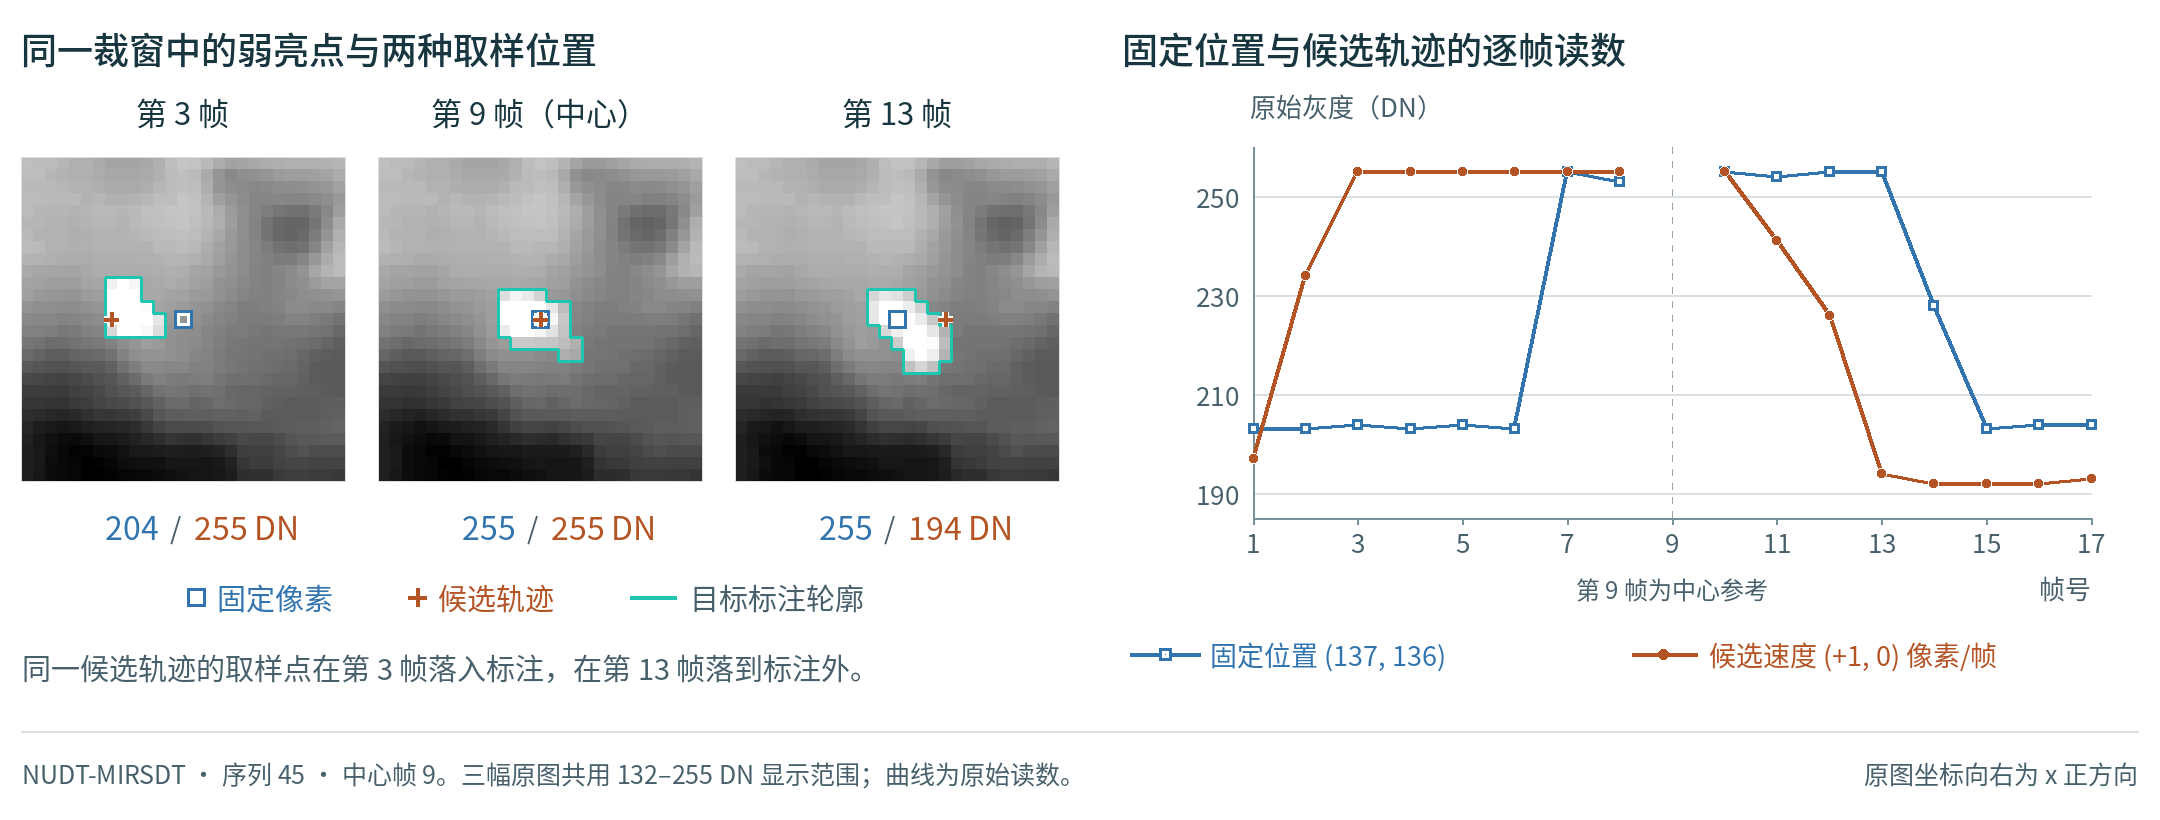 同一裁窗中的弱亮点与两种取样位置
第 3 帧
第 9 帧（中心）
第 13 帧
204 / 255 DN
255 / 255 DN
255 / 194 DN
固定像素
候选轨迹
目标标注轮廓
同一候选轨迹的取样点在第 3 帧落入标注，在第 13 帧落到标注外。
固定位置与候选轨迹的逐帧读数
原始灰度（DN）
250
230
210
190
1 3 5 7 9 11 13 15 17
第 9 帧为中心参考
帧号
固定位置 (137, 136)
候选速度 (+1, 0) 像素/帧
NUDT-MIRSDT · 序列 45 · 中心帧 9。三幅原图共用 132–255 DN 显示范围；曲线为原始读数。
原图坐标向右为 x 正方向